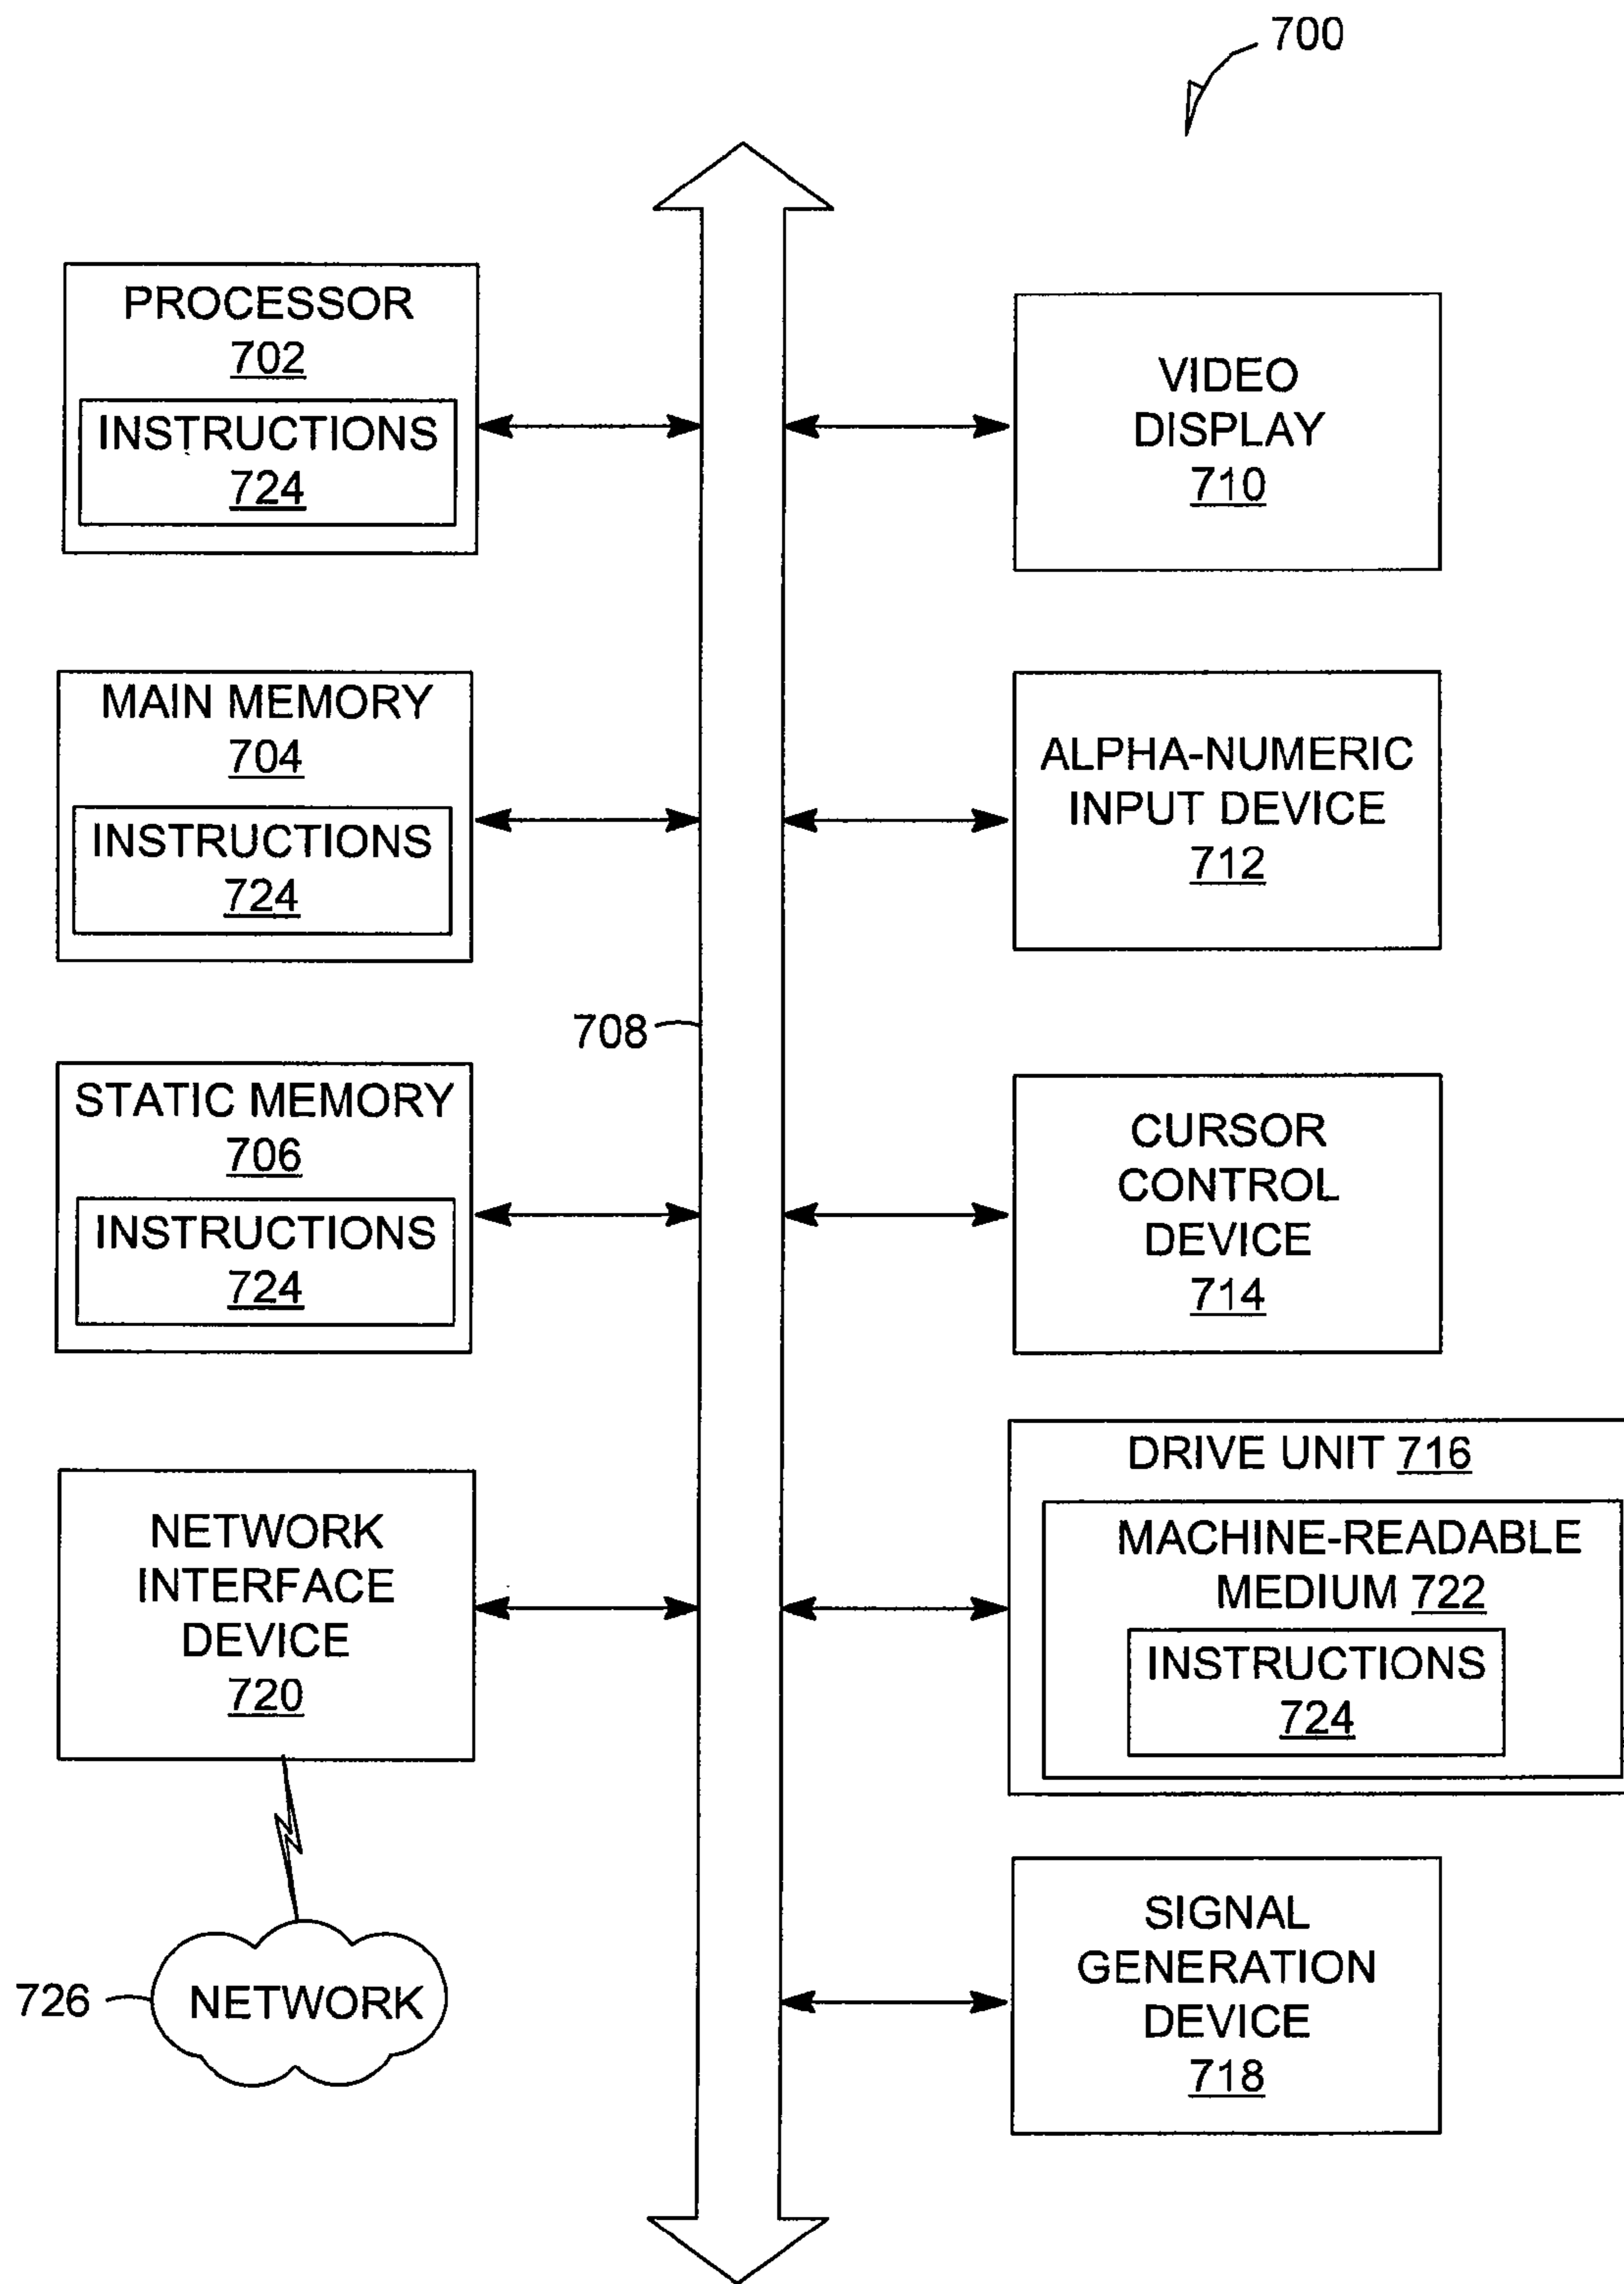 700
PROCESSOR
702
INSTRUCTIONS
724
VIDEO
DISPLAY
710
MAIN MEMORY
704
INSTRUCTIONS
724
ALPHA-NUMERIC
INPUT DEVICE
712
708
STATIC MEMORY
706
INSTRUCTIONS
724
CURSOR
CONTROL
DEVICE
714
NETWORK
INTERFACE
DEVICE
720
DRIVE UNIT 716
MACHINE-READABLE
MEDIUM 722
INSTRUCTIONS
724
726
NETWORK
SIGNAL
GENERATION
DEVICE
718